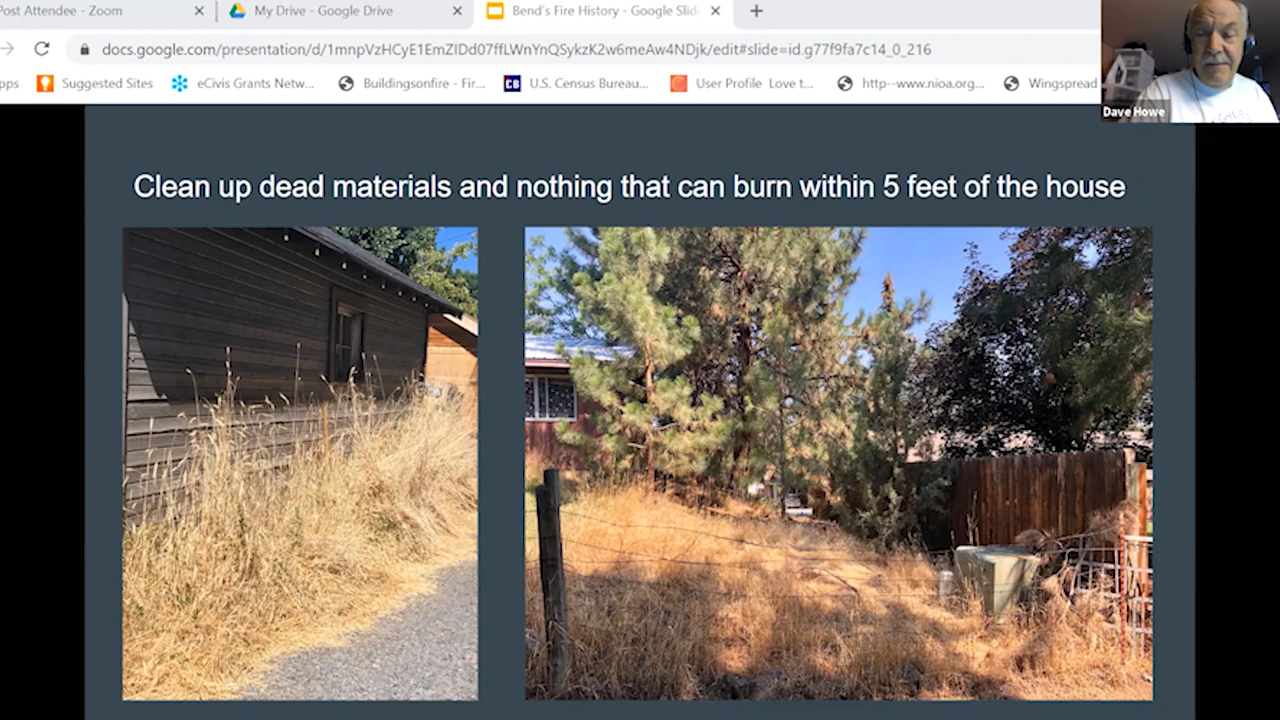 Post Attendee - Zoom
My Drive - Google Drive
Bend's Fire History - Google Slid
docs.google.com/presentation/d/1mnpVzHCyE1EmZIDd07ffLWnYnQSykzK2w6meAw4NDjk/edit#slide=id.g77f9fa7c14_0_216
pps
Suggested Sites
eCivis Grants Netw...
Buildingsonfire - Fir...
CB
U.S. Census Bureau...
User Profile Love t...
http--www.nioa.org...
Wingspread
Dave Howe
Clean up dead materials and nothing that can burn within 5 feet of the house